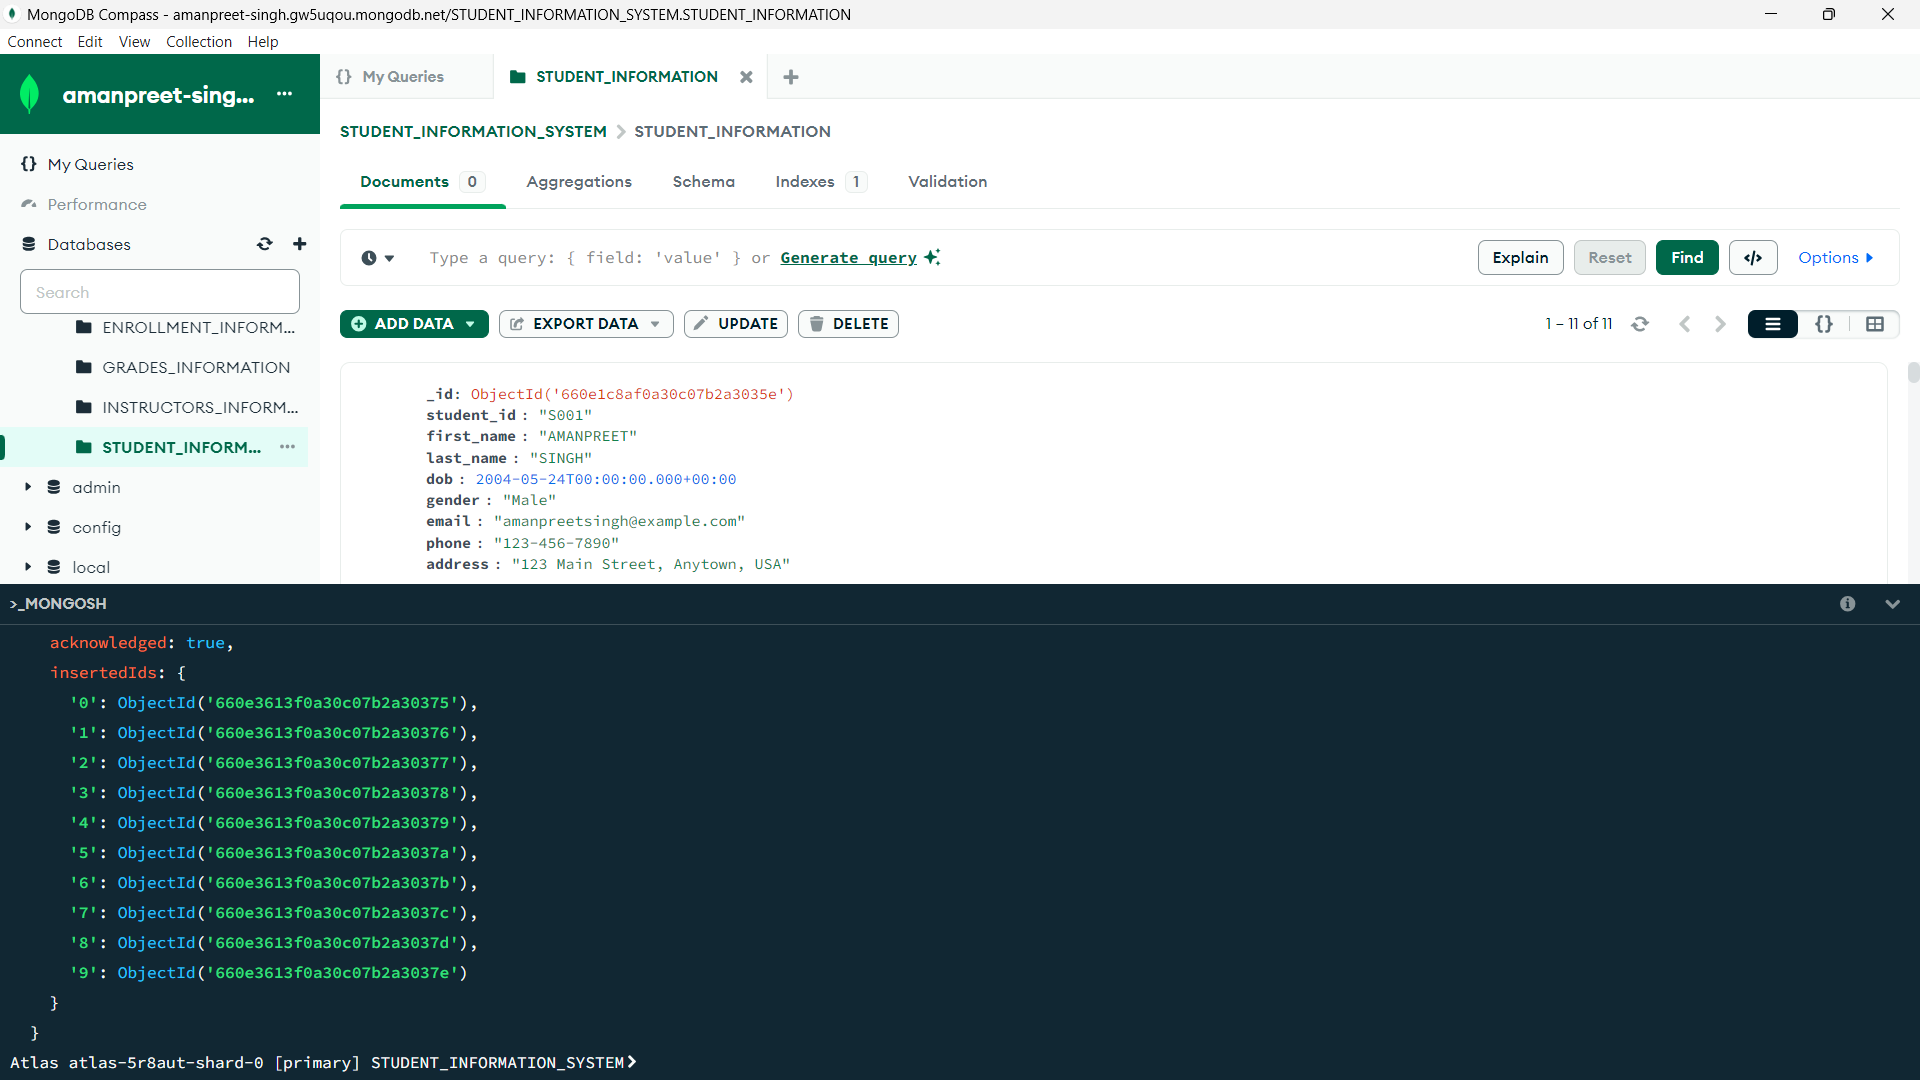 MongoDB Compass - amanpreet-singh.gw5uqou.mongodb.net/STUDENT_INFORMATION_SYSTEM.STUDENT_INFORMATION
Connect Edit View Collection Help
amanpreet-sing... ...
{} My Queries
Performance
Databases
Search
ENROLLMENT_INFORM...
GRADES_INFORMATION
INSTRUCTORS_INFORM...
STUDENT_INFORM... ...
admin
config
local
{} My Queries
STUDENT_INFORMATION
STUDENT_INFORMATION_SYSTEM > STUDENT_INFORMATION
Documents 0 Aggregations Schema Indexes 1 Validation
Type a query: { field: 'value' } or Generate query
Explain Reset Find </> Options
ADD DATA EXPORT DATA UPDATE DELETE
1 – 11 of 11 {}
_id: ObjectId('660e1c8af0a30c07b2a3035e')
student_id : "S001"
first_name : "AMANPREET"
last_name : "SINGH"
dob : 2004-05-24T00:00:00.000+00:00
gender : "Male"
email : "amanpreetsingh@example.com"
phone : "123-456-7890"
address : "123 Main Street, Anytown, USA"
>_MONGOSH
acknowledged: true,
insertedIds: {
'0': ObjectId('660e3613f0a30c07b2a30375'),
'1': ObjectId('660e3613f0a30c07b2a30376'),
'2': ObjectId('660e3613f0a30c07b2a30377'),
'3': ObjectId('660e3613f0a30c07b2a30378'),
'4': ObjectId('660e3613f0a30c07b2a30379'),
'5': ObjectId('660e3613f0a30c07b2a3037a'),
'6': ObjectId('660e3613f0a30c07b2a3037b'),
'7': ObjectId('660e3613f0a30c07b2a3037c'),
'8': ObjectId('660e3613f0a30c07b2a3037d'),
'9': ObjectId('660e3613f0a30c07b2a3037e')
}
}
Atlas atlas-5r8aut-shard-0 [primary] STUDENT_INFORMATION_SYSTEM>